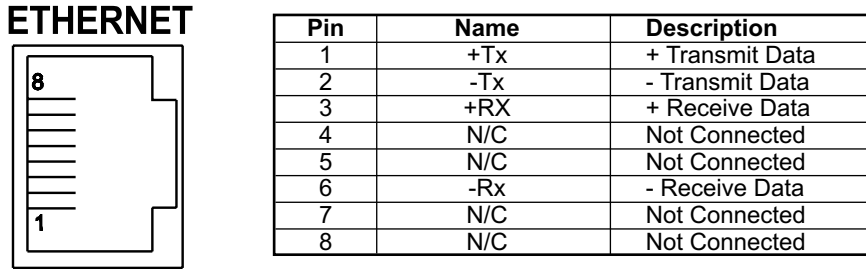 ETHERNET
8
1
Pin Name Description
1 +Tx + Transmit Data
2 -Tx - Transmit Data
3 +RX + Receive Data
4 N/C Not Connected
5 N/C Not Connected
6 -Rx - Receive Data
7 N/C Not Connected
8 N/C Not Connected